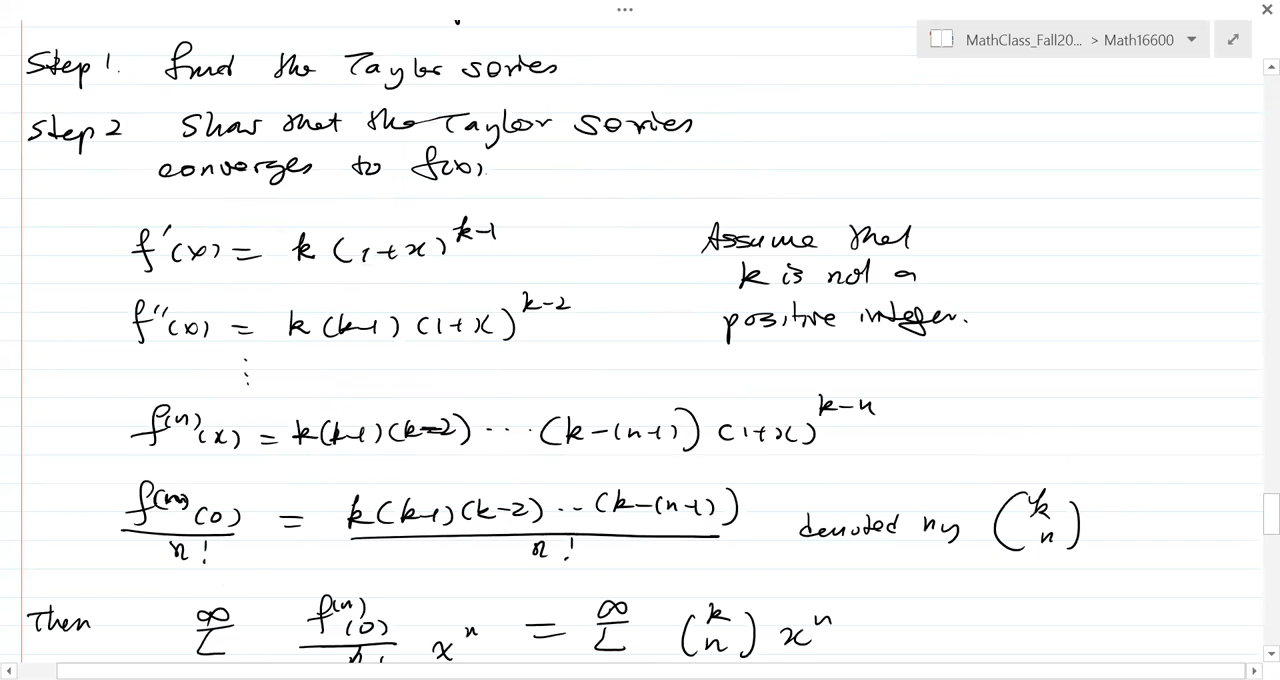 ...
MathClass_Fall20... > Math16600
Step 1. find the Taylor series
Step 2 Show that the Taylor series
converges to f(x).
f'(x) = k (1+x)^{k-1}
Assume that
k is not a
positive integer.
f''(x) = k(k-1) (1+x)^{k-2}
⋮
f^{(n)}(x) = k(k-1)(k-2) ... (k-(n-1)) (1+x)^{k-n}
f^{(n)}(0) / n! = k(k-1)(k-2) ... (k-(n-1)) / n! denoted ny (k n)
Then ∑^∞ f^{(n)}(0) / n! x^n = ∑^∞ (k n) x^n